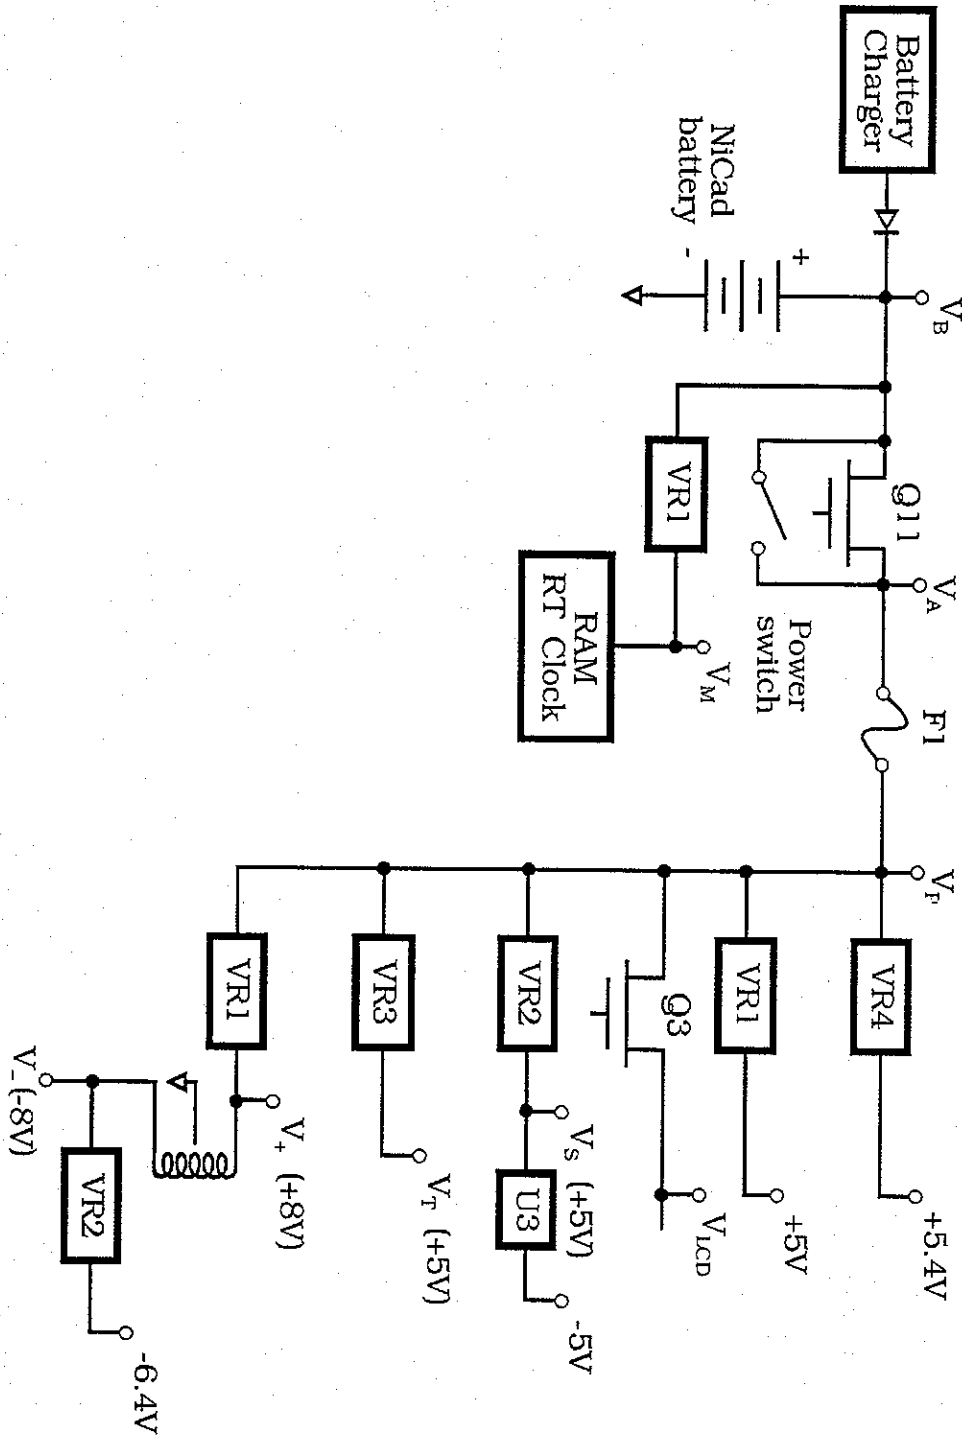 Battery
Charger
NiCad
battery
-
+
V_B
VR1
Q11
V_A
Power
switch
RAM
RT Clock
V_M
F1
V_F
VR4
+5.4V
VR1
+5V
Q3
V_LCD
VR2
V_S (+5V)
U3
-5V
VR3
V_T (+5V)
VR1
V_+ (+8V)
V_- (-8V)
VR2
-6.4V